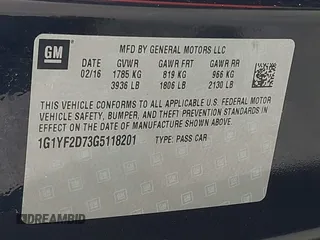 GM
MFD BY GENERAL MOTORS LLC
DATE GVWR GAWR FRT GAWR RR
02/16 1785 KG 819 KG 966 KG
3936 LB 1806 LB 2130 LB
THIS VEHICLE CONFORMS TO ALL APPLICABLE U.S. FEDERAL MOTOR
VEHICLE SAFETY, BUMPER, AND THEFT PREVENTION STANDARDS
IN EFFECT ON THE DATE OF MANUFACTURE SHOWN ABOVE.
1G1YF2D73G5118201 TYPE: PASS CAR
DREAMBID